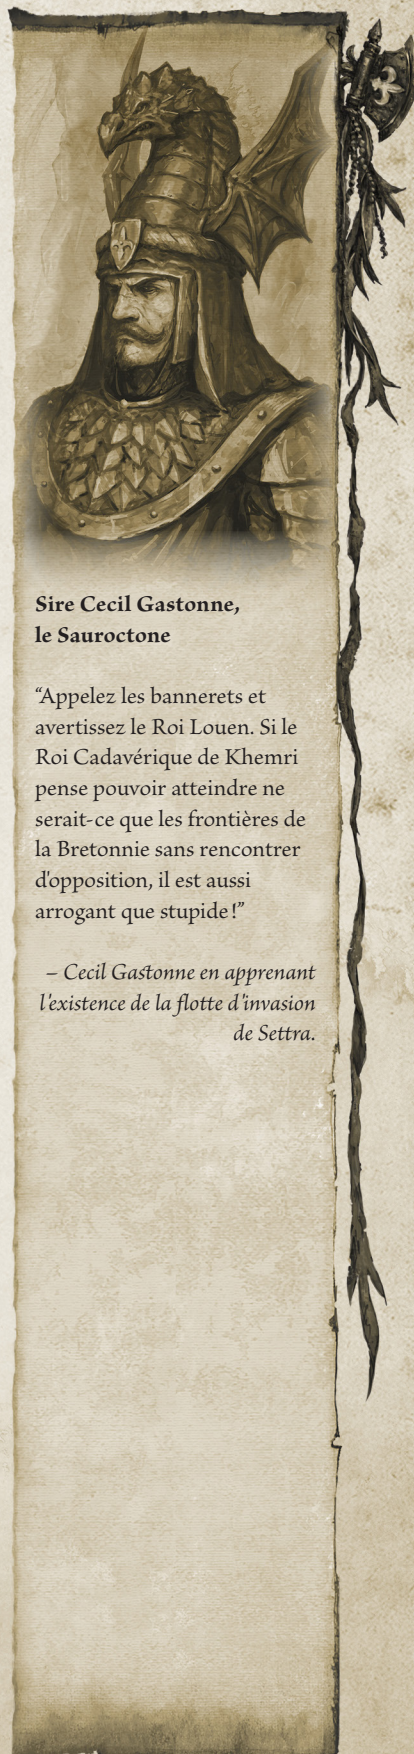 Sire Cecil Gastonne,
le Sauroctone
“Appelez les bannerets et
avertissez le Roi Louen. Si le
Roi Cadavérique de Khemri
pense pouvoir atteindre ne
serait-ce que les frontières de
la Bretonnie sans rencontrer
d'opposition, il est aussi
arrogant que stupide !”
– Cecil Gastonne en apprenant
l'existence de la flotte d'invasion
de Settra.